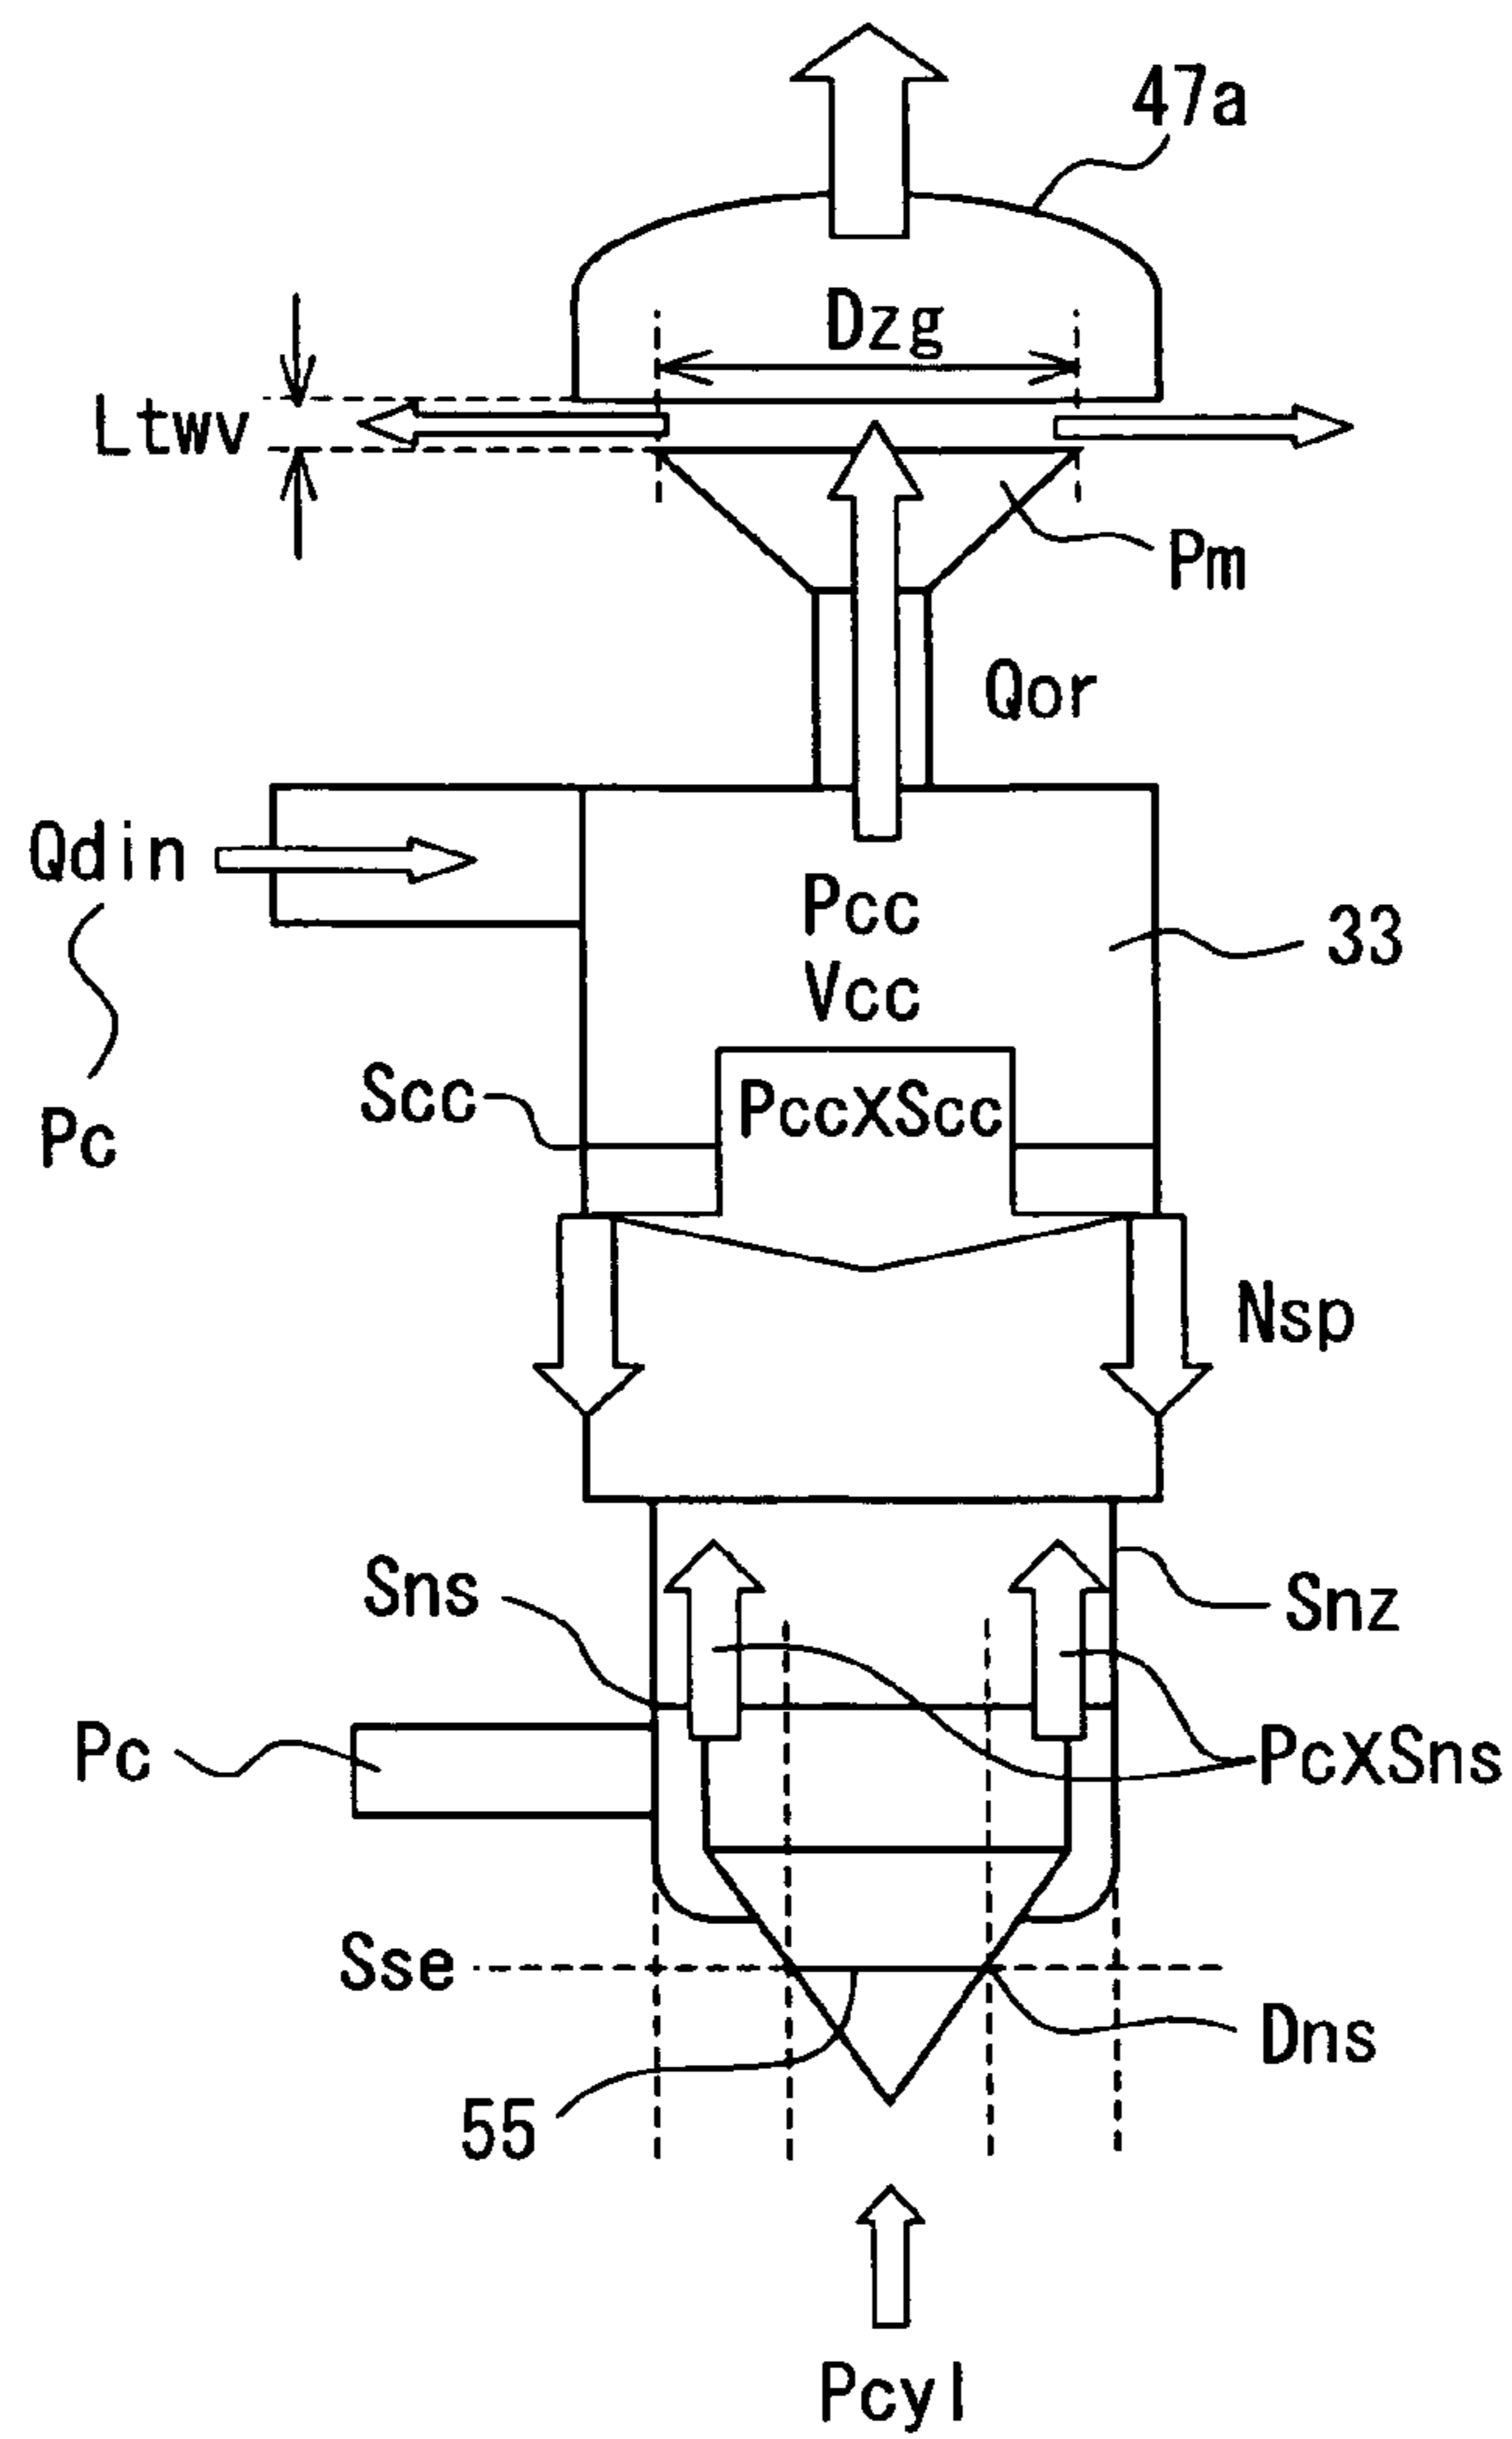 47a
Dzg
Ltwv
Pm
Qor
Qdin
Pcc
33
Vcc
Scc
PccXScc
Pc
Nsp
Sns
Snz
Pc
PcXSns
Sse
Dns
55
Pcyl